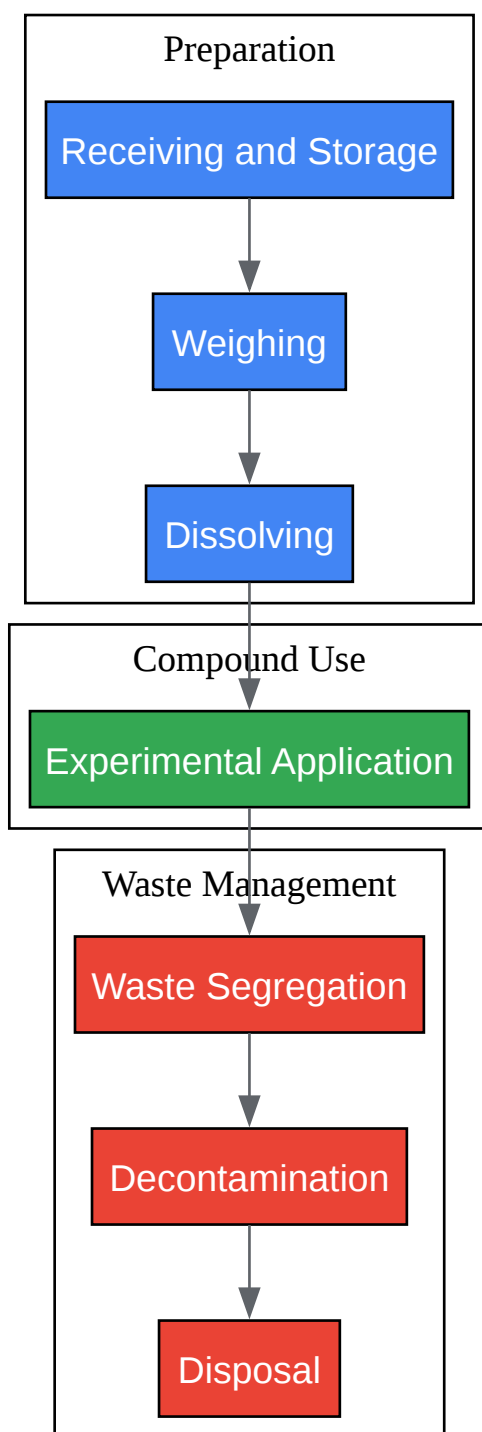 Preparation
Receiving and Storage
Weighing
Dissolving
Compound Use
Experimental Application
Waste Management
Waste Segregation
Decontamination
Disposal